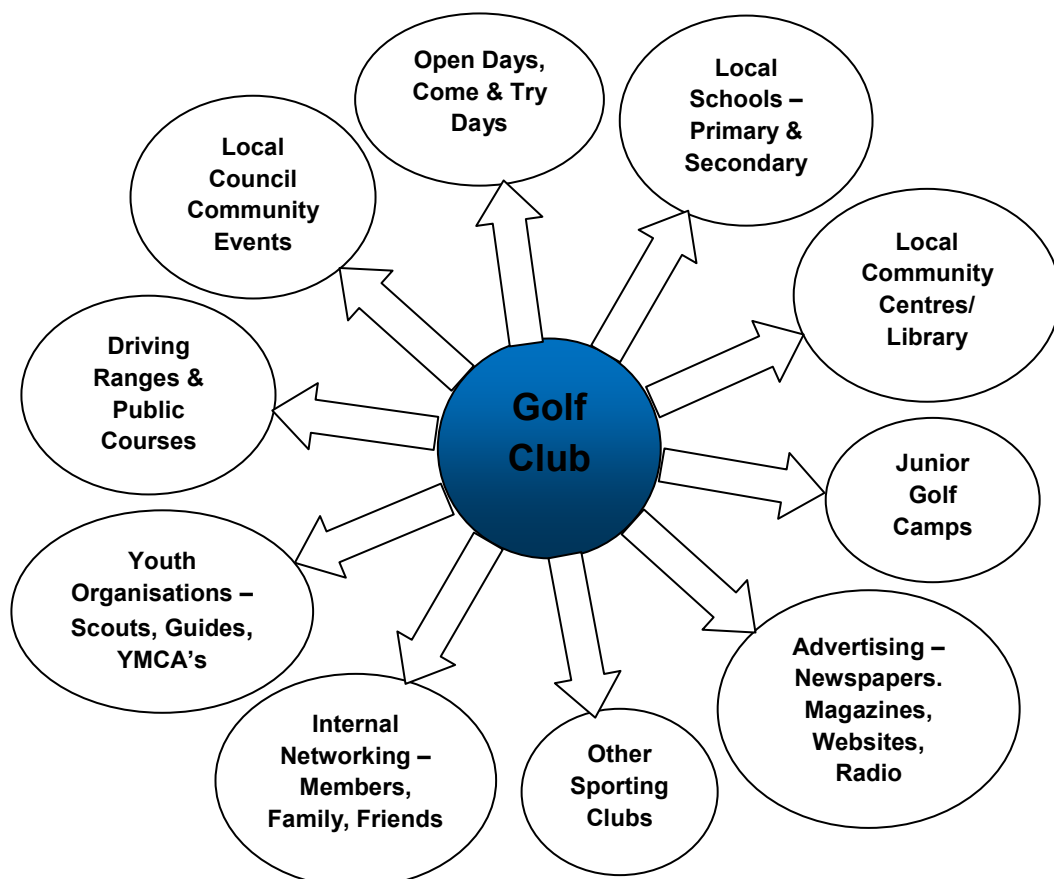 Open Days,
Come & Try
Days
Local
Schools –
Primary &
Secondary
Local
Council
Community
Events
Local
Community
Centres/
Library
Driving
Ranges &
Public
Courses
Golf
Club
Junior
Golf
Camps
Youth
Organisations –
Scouts, Guides,
YMCA's
Advertising –
Newspapers.
Magazines,
Websites,
Radio
Internal
Networking –
Members,
Family, Friends
Other
Sporting
Clubs